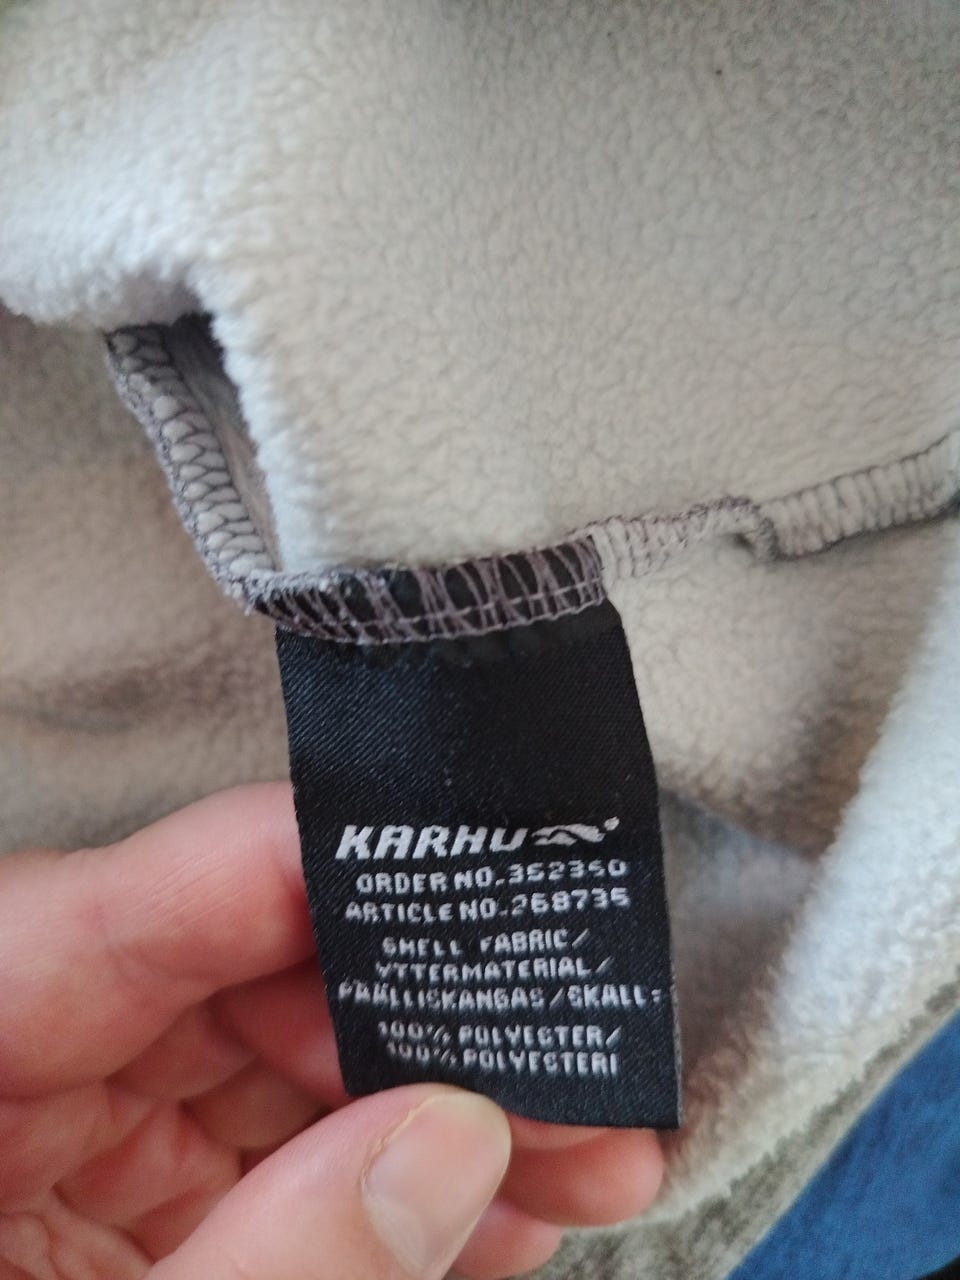 KARHU
ORDER NO. 352350
ARTICLE NO. 268735
SHELL FABRIC/
YTTERMATERIAL/
PÄÄLLISKANGAS/SKALL:
100% POLYESTER/
100% POLYESTERI